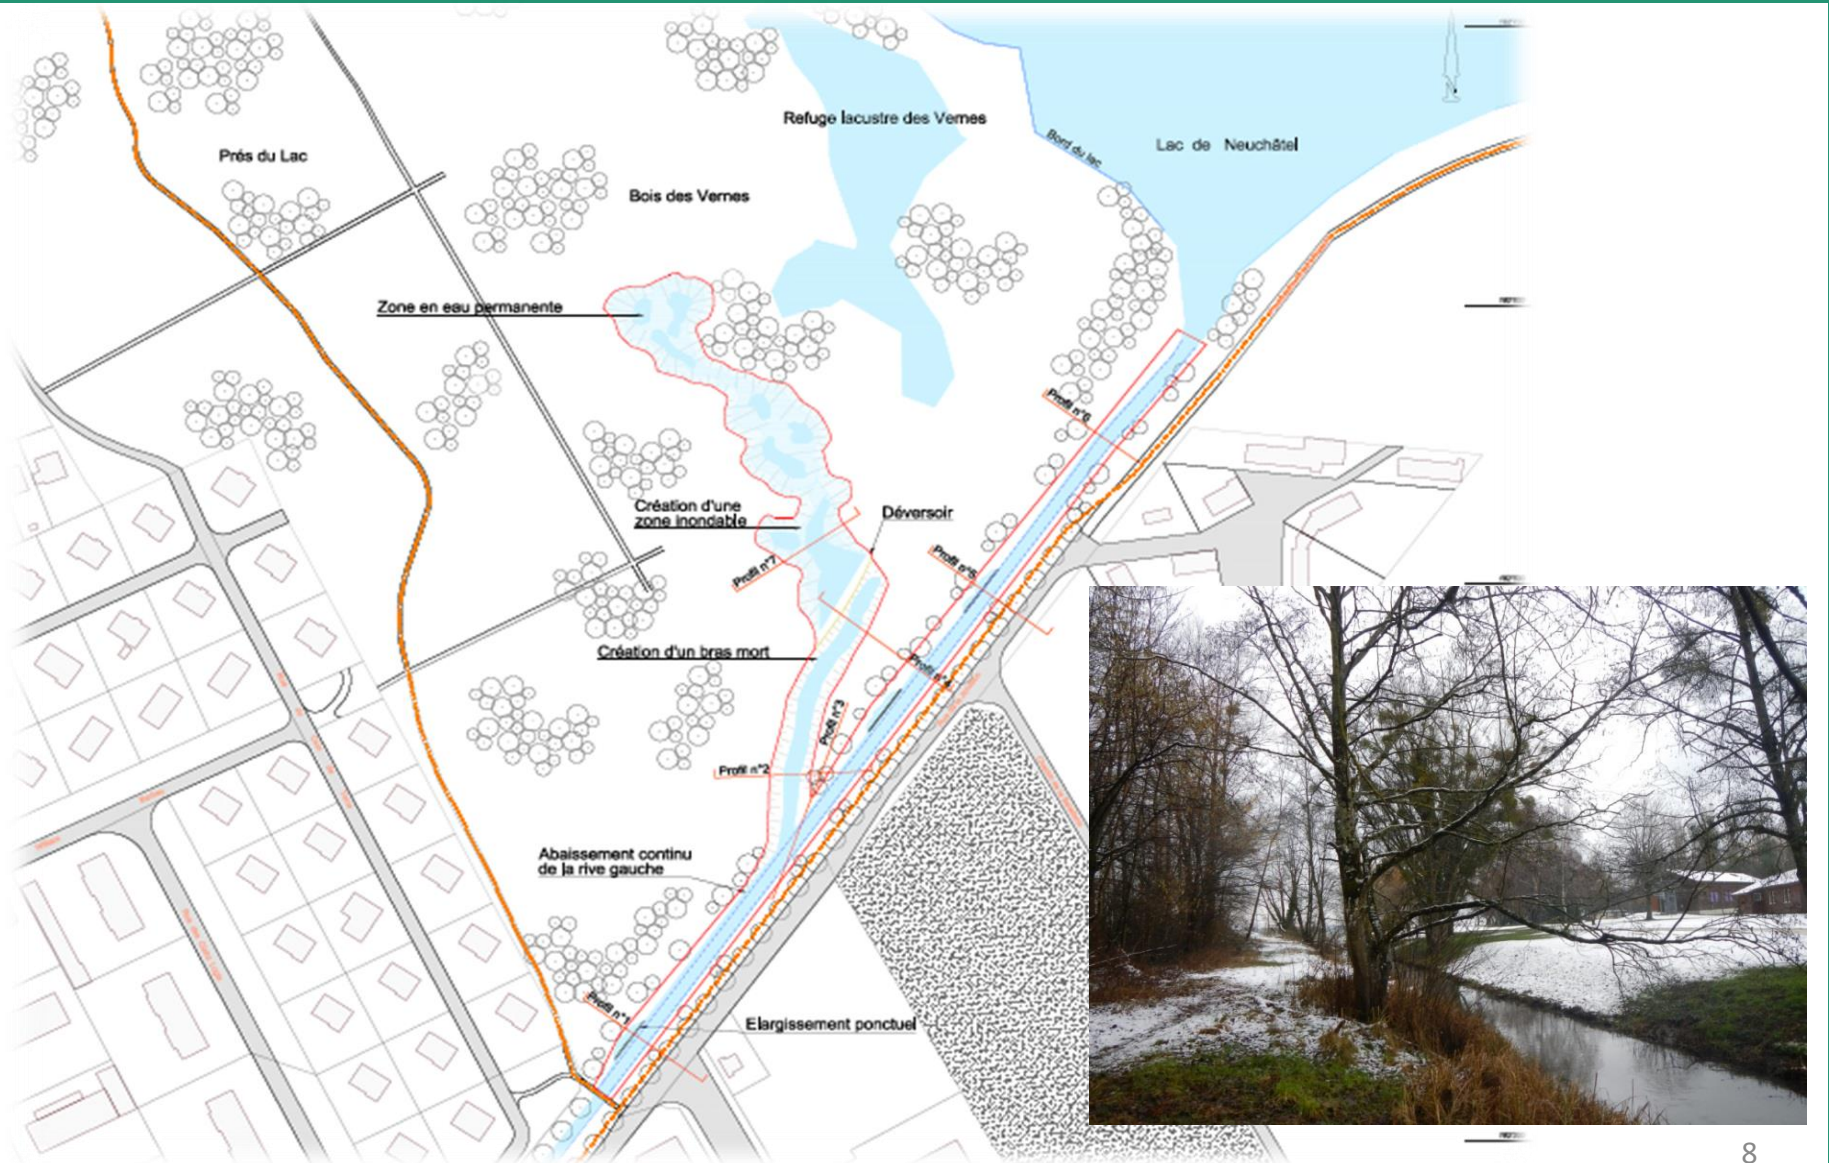 Refuge lacustre des Vernes
Bord du lac
Lac de Neuchâtel
Prés du Lac
Bois des Vernes
Zone en eau permanente
Profil n°6
Création d'une
zone inondable
Déversoir
Profil n°7
Profil n°5
Création d'un bras mort
Profil n°4
Profil n°3
Profil n°2
Abaissement continu
de la rive gauche
Profil n°1
Elargissement ponctuel
8